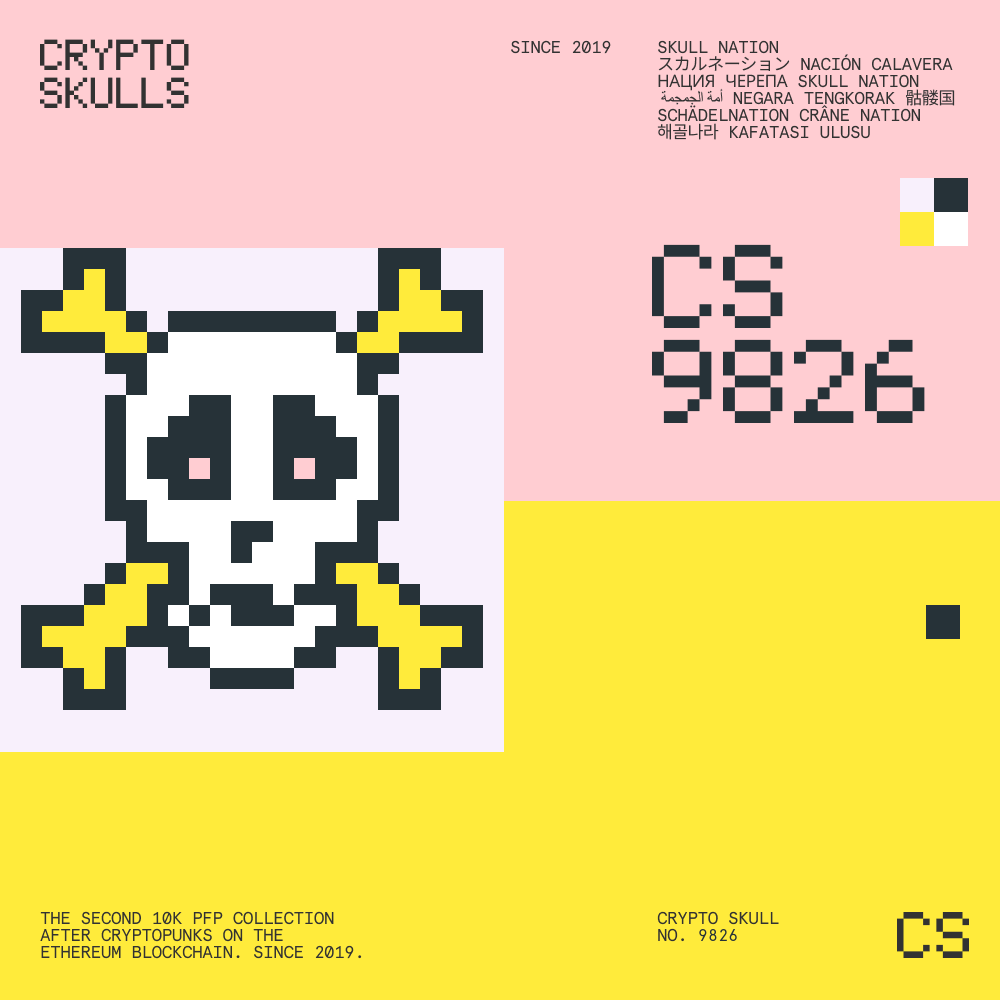 CRYPTO
SKULLS
SINCE 2019
SKULL NATION
スカルネーション NACIÓN CALAVERA
НАЦИЯ ЧЕРЕПА SKULL NATION
أمة الجمجمة NEGARA TENGKORAK 骷髅国
SCHÄDELNATION CRÂNE NATION
해골나라 KAFATASI ULUSU
CS
9826
THE SECOND 10K PFP COLLECTION
AFTER CRYPTOPUNKS ON THE
ETHEREUM BLOCKCHAIN. SINCE 2019.
CRYPTO SKULL
NO. 9826
CS